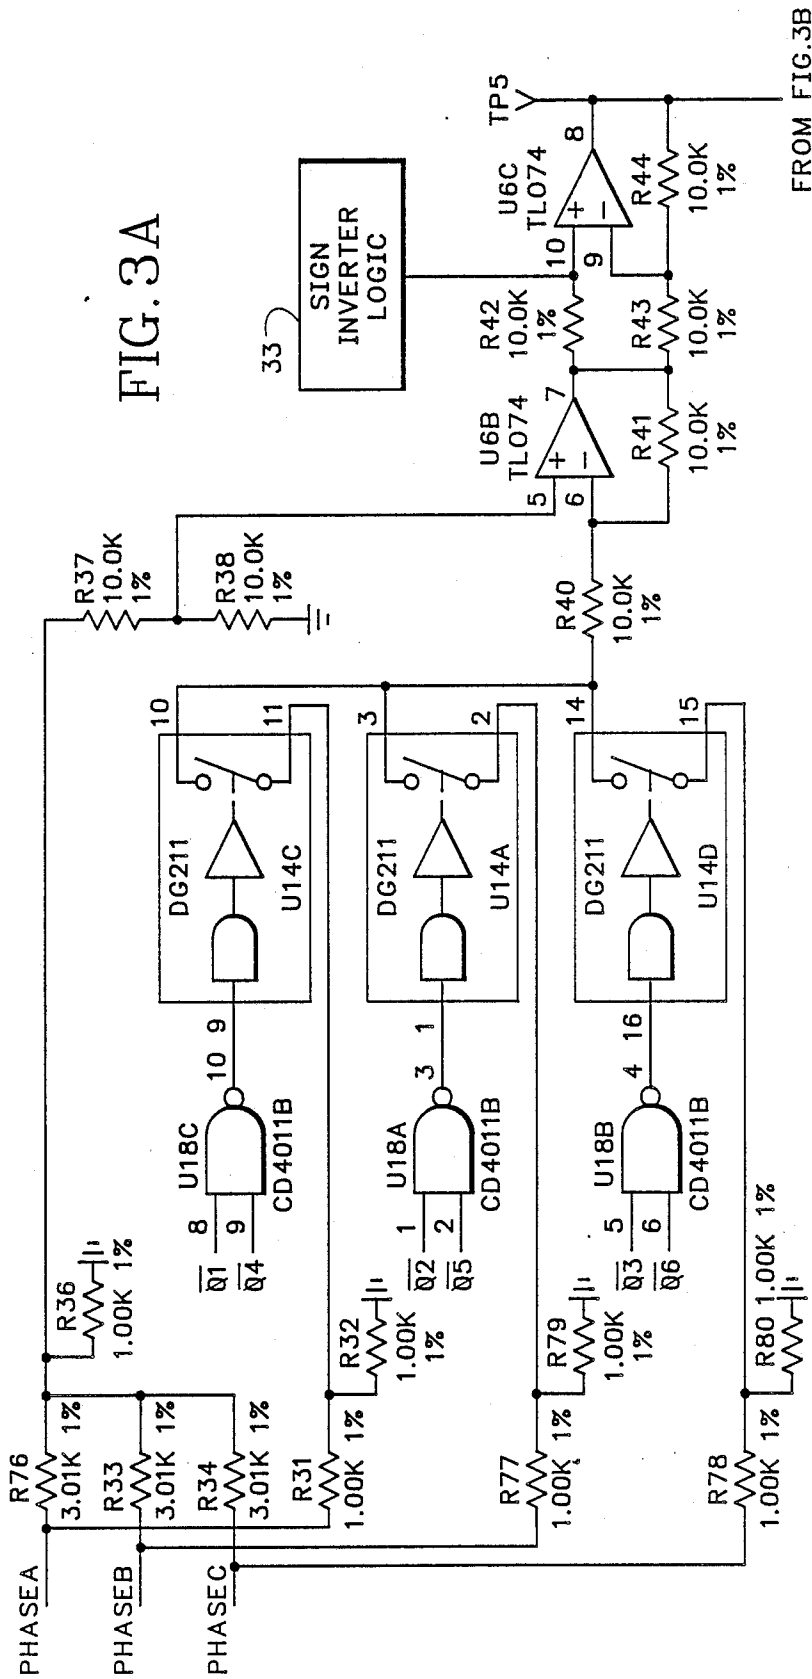 FIG. 3A
PHASEA
PHASEB
PHASEC
R76
3.01K 1%
R33
3.01K 1%
R34
3.01K 1%
R31
1.00K 1%
R77
1.00K 1%
R78
1.00K 1%
R36
1.00K 1%
R32
1.00K
1%
R79
1.00K
1%
R80 1.00K 1%
Q1
Q4
8
9
U18C
CD4011B
10
9
DG211
U14C
10
11
Q2
Q5
1
2
U18A
CD4011B
3
1
DG211
U14A
3
2
Q3
Q6
5
6
U18B
CD4011B
4
16
DG211
U14D
14
15
R37
10.0K
1%
R38
10.0K
1%
R40
10.0K
1%
U6B
TL074
5
6
+
−
7
R41
10.0K
1%
33
SIGN
INVERTER
LOGIC
R42
10.0K
1%
R43
10.0K
1%
U6C
TL074
10
9
+
−
8
R44
10.0K
1%
TP5
FROM FIG.3B